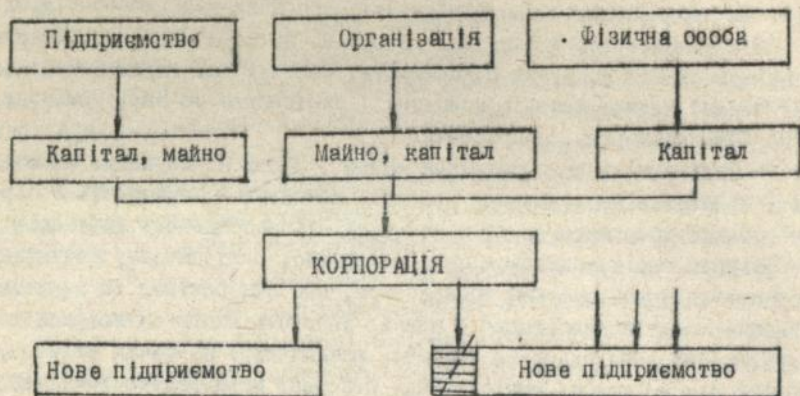 Підприємство
Організація
Фізична особа
Капітал, майно
Майно, капітал
Капітал
КОРПОРАЦІЯ
Нове підприємство
Нове підприємство